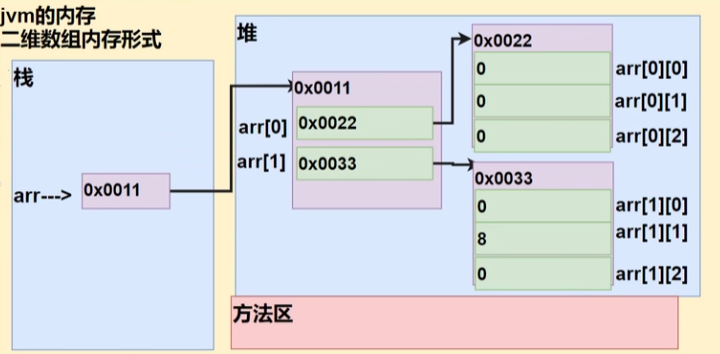 jvm的内存
二维数组内存形式
栈
arr---> 0x0011
堆
0x0011
arr[0] 0x0022
arr[1] 0x0033
0x0022
0 arr[0][0]
0 arr[0][1]
0 arr[0][2]
0x0033
0 arr[1][0]
8 arr[1][1]
0 arr[1][2]
方法区